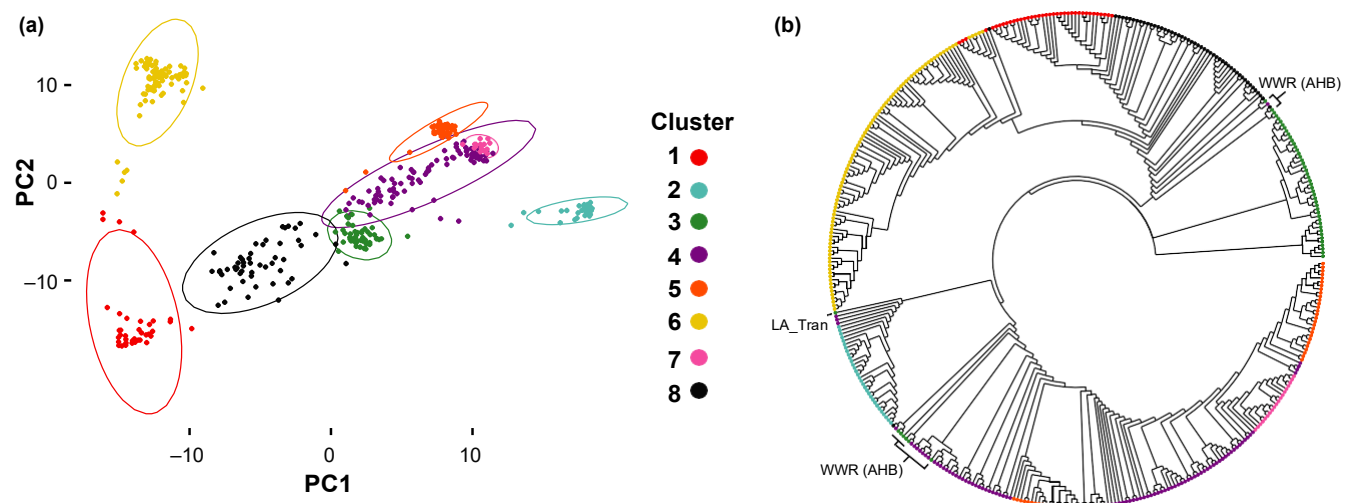 (a)
10
0
–10
PC2
–10
0
10
PC1
Cluster
1
2
3
4
5
6
7
8
(b)
WWR (AHB)
LA_Tran
WWR (AHB)